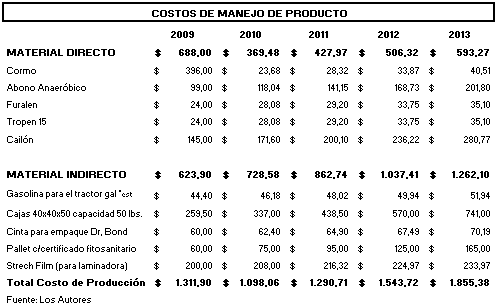 COSTOS DE MANEJO DE PRODUCTO
2009 2010 2011 2012 2013
MATERIAL DIRECTO $ 688,00 $ 369,48 $ 427,97 $ 506,32 $ 593,27
Cormo $ 396,00 $ 23,68 $ 28,32 $ 33,87 $ 40,51
Abono Anaeróbico $ 99,00 $ 118,04 $ 141,15 $ 168,73 $ 201,80
Furalen $ 24,00 $ 28,08 $ 29,20 $ 33,75 $ 35,10
Tropen 15 $ 24,00 $ 28,08 $ 29,20 $ 33,75 $ 35,10
Cailón $ 145,00 $ 171,60 $ 200,10 $ 236,22 $ 280,77
MATERIAL INDIRECTO $ 623,90 $ 728,58 $ 862,74 $ 1.037,41 $ 1.262,10
Gasolina para el tractor gal *est $ 44,40 $ 46,18 $ 48,02 $ 49,94 $ 51,94
Cajas 40x40x50 capacidad 50 lbs. $ 259,50 $ 337,00 $ 438,50 $ 570,00 $ 741,00
Cinta para empaque Dr, Bond $ 60,00 $ 62,40 $ 64,90 $ 67,49 $ 70,19
Pallet c/certificado fitosanitario $ 60,00 $ 75,00 $ 95,00 $ 125,00 $ 165,00
Strech Film (para laminadora) $ 200,00 $ 208,00 $ 216,32 $ 224,97 $ 233,97
Total Costo de Producción $ 1.311,90 $ 1.098,06 $ 1.290,71 $ 1.543,72 $ 1.855,38
Fuente: Los Autores